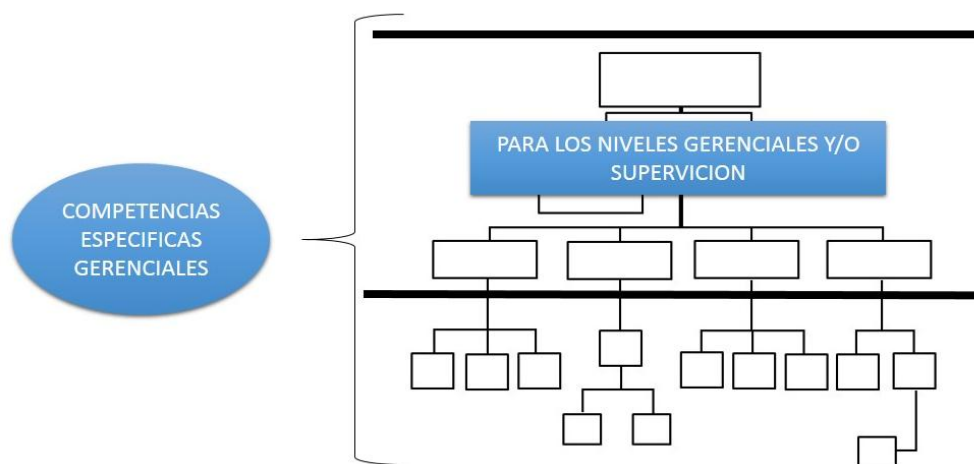 COMPETENCIAS
ESPECIFICAS
GERENCIALES
PARA LOS NIVELES GERENCIALES Y/O
SUPERVICION